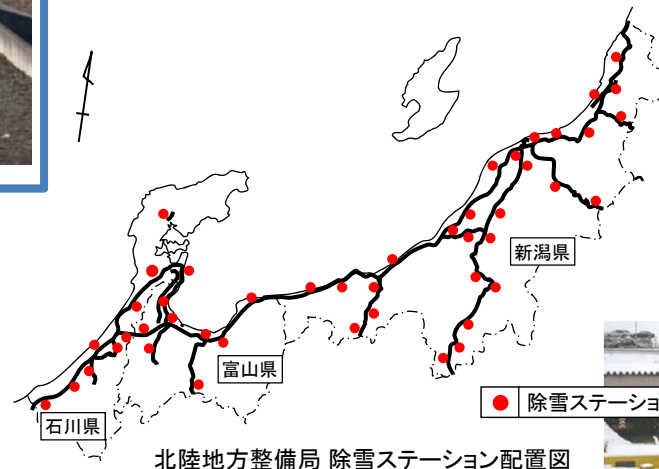 新潟県
富山県
石川県
除雪ステーショ
北陸地方整備局 除雪ステーション配置図